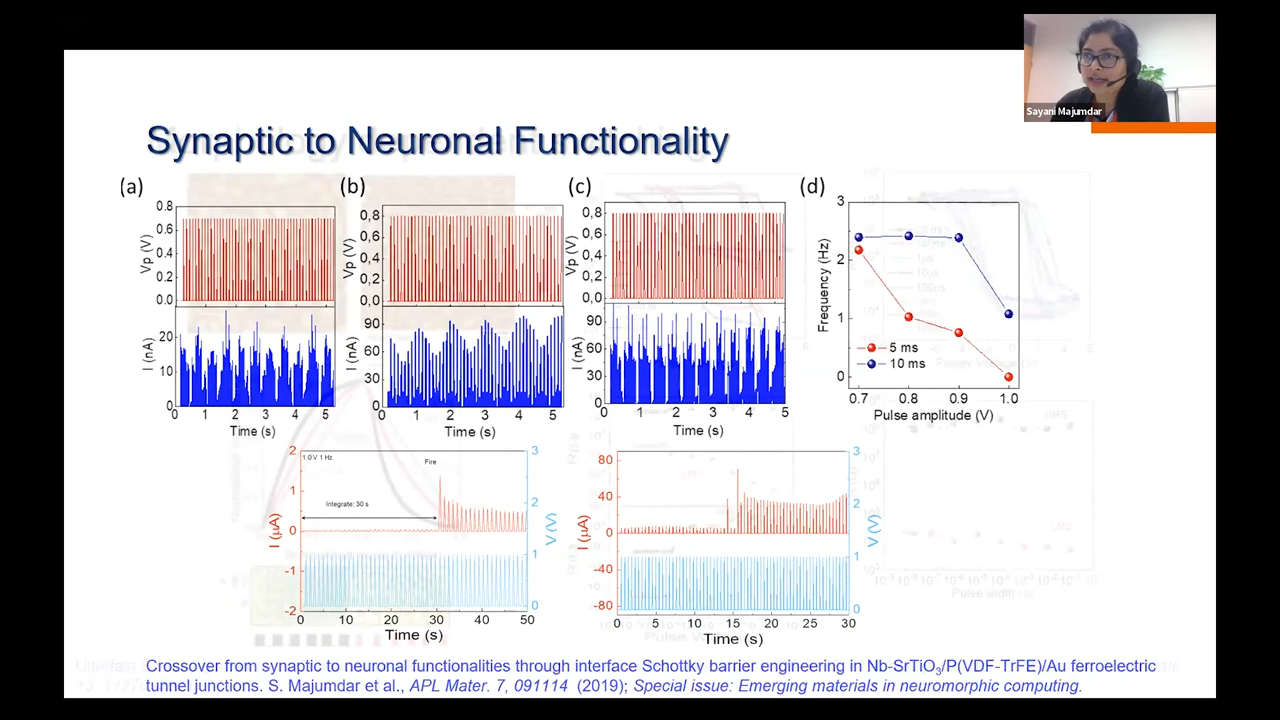 Sayani Majumdar
Synaptic to Neuronal Functionality
(a)
0.8
0.6
0.4
0.2
0.0
Vp (V)
20
10
0
I (nA)
0 1 2 3 4 5
Time (s)
(b)
0,8
0,6
0,4
0,2
0,0
Vp (V)
90
60
30
0
I (nA)
0 1 2 3 4 5
Time (s)
(c)
0,8
0,6
0,4
0,2
0,0
Vp (V)
90
60
30
0
I (nA)
0 1 2 3 4 5
Time (s)
(d)
3
2
1
0
Frequency (Hz)
5 ms
10 ms
0.7 0.8 0.9 1.0
Pulse amplitude (V)
2
1
0
-1
-2
I (µA)
1.0 V 1 Hz
Fire
Integrate: 30 s
3
2
1
0
V (V)
0 10 20 30 40 50
Time (s)
80
40
0
-40
-80
I (µA)
3
2
1
0
V (V)
0 5 10 15 20 25 30
Time (s)
Crossover from synaptic to neuronal functionalities through interface Schottky barrier engineering in Nb-SrTiO₃/P(VDF-TrFE)/Au ferroelectric
tunnel junctions. S. Majumdar et al., APL Mater. 7, 091114 (2019); Special issue: Emerging materials in neuromorphic computing.